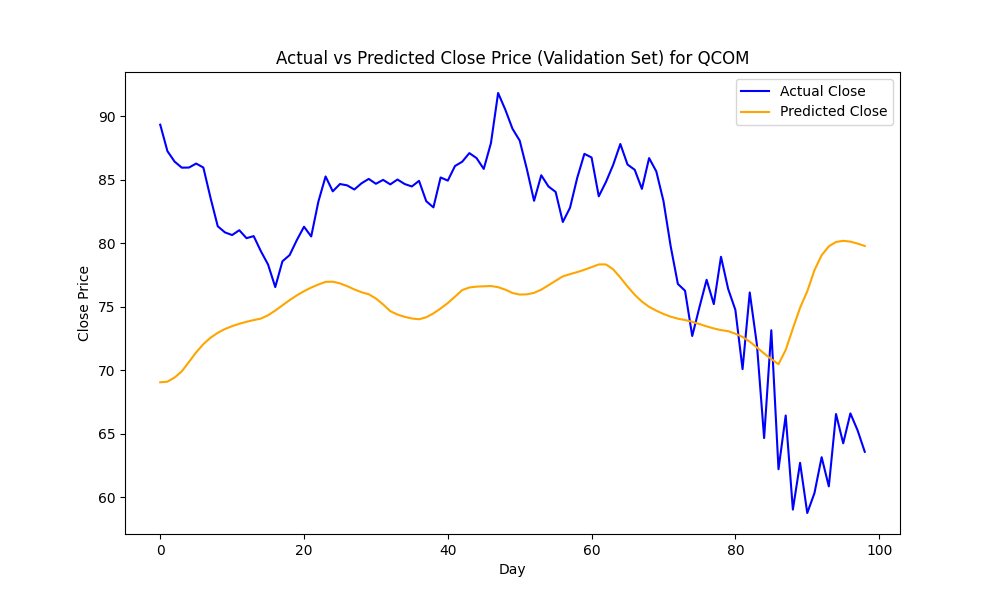 Actual vs Predicted Close Price (Validation Set) for QCOM
Actual Close
Predicted Close
Close Price
90
85
80
75
70
65
60
0 20 40 60 80 100
Day